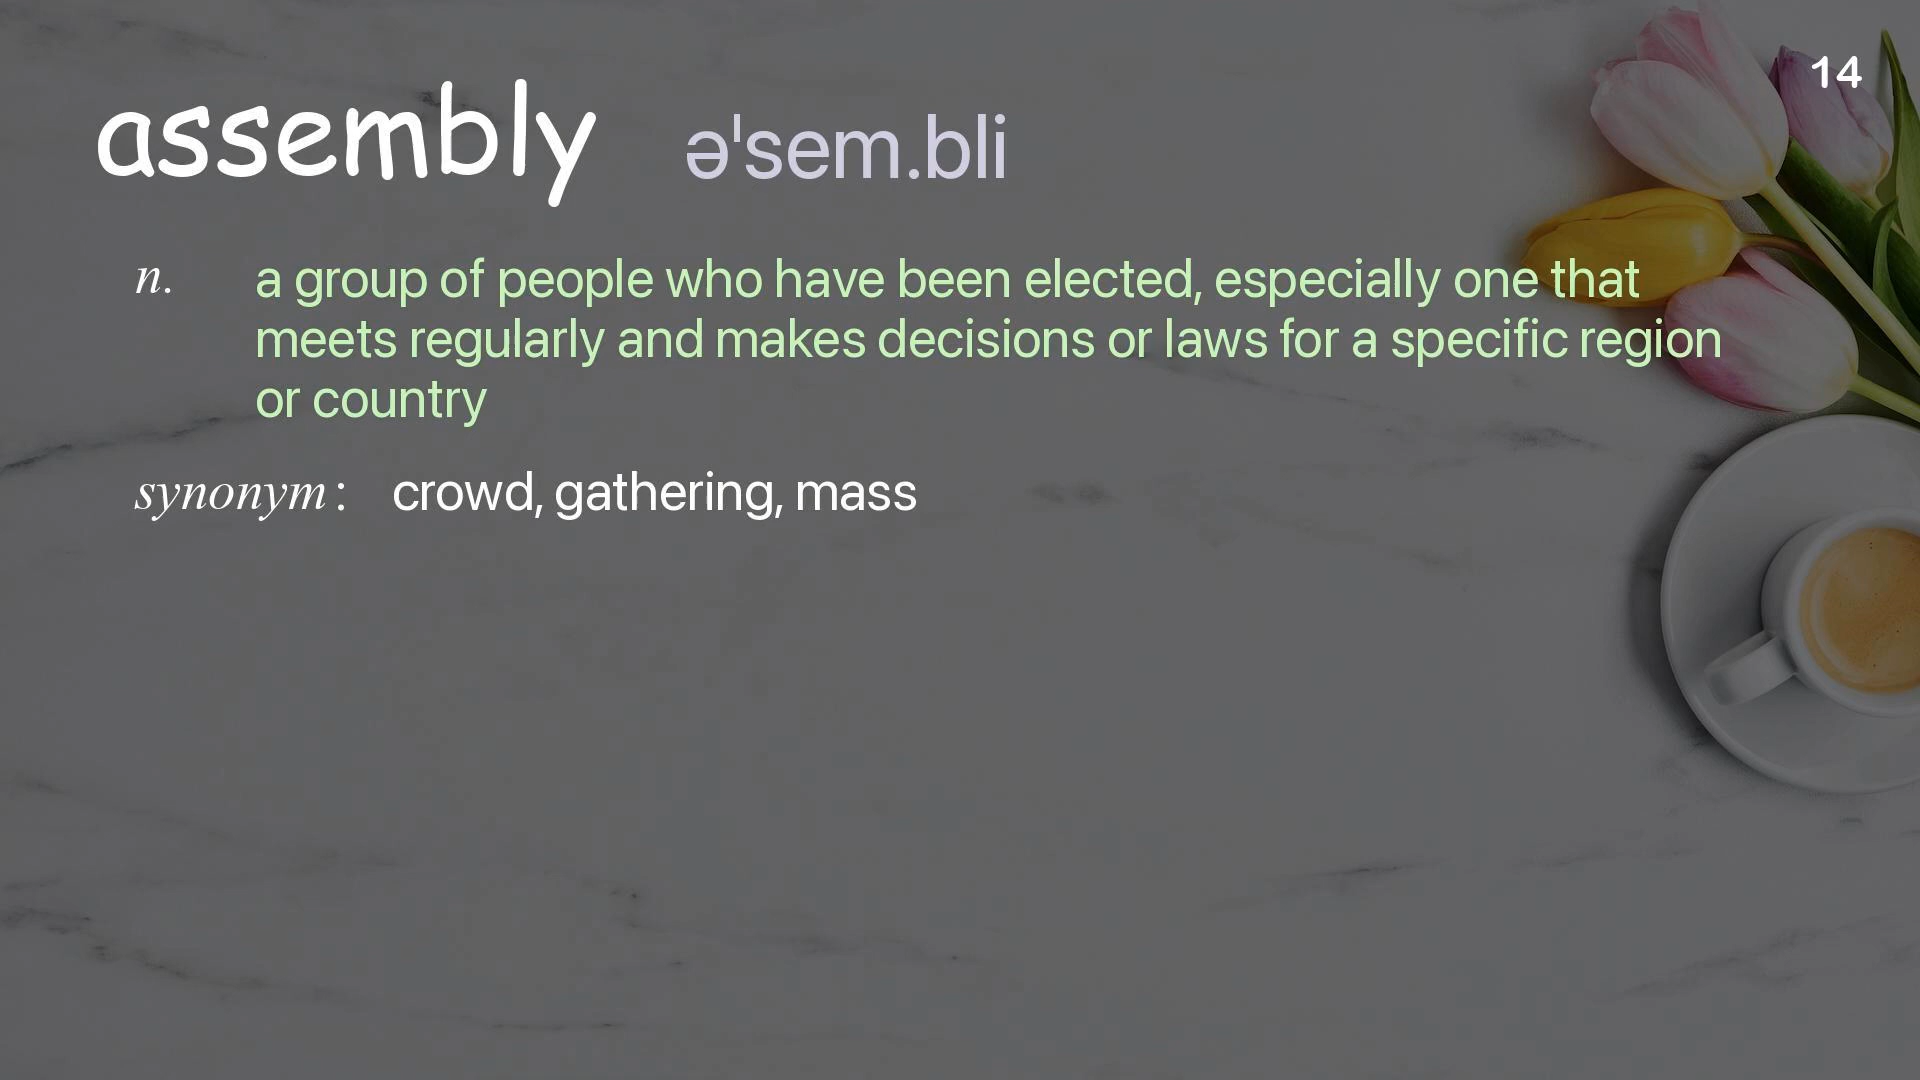 14
assembly əˈsem.bli
n. a group of people who have been elected, especially one that
meets regularly and makes decisions or laws for a specific region
or country
synonym: crowd, gathering, mass